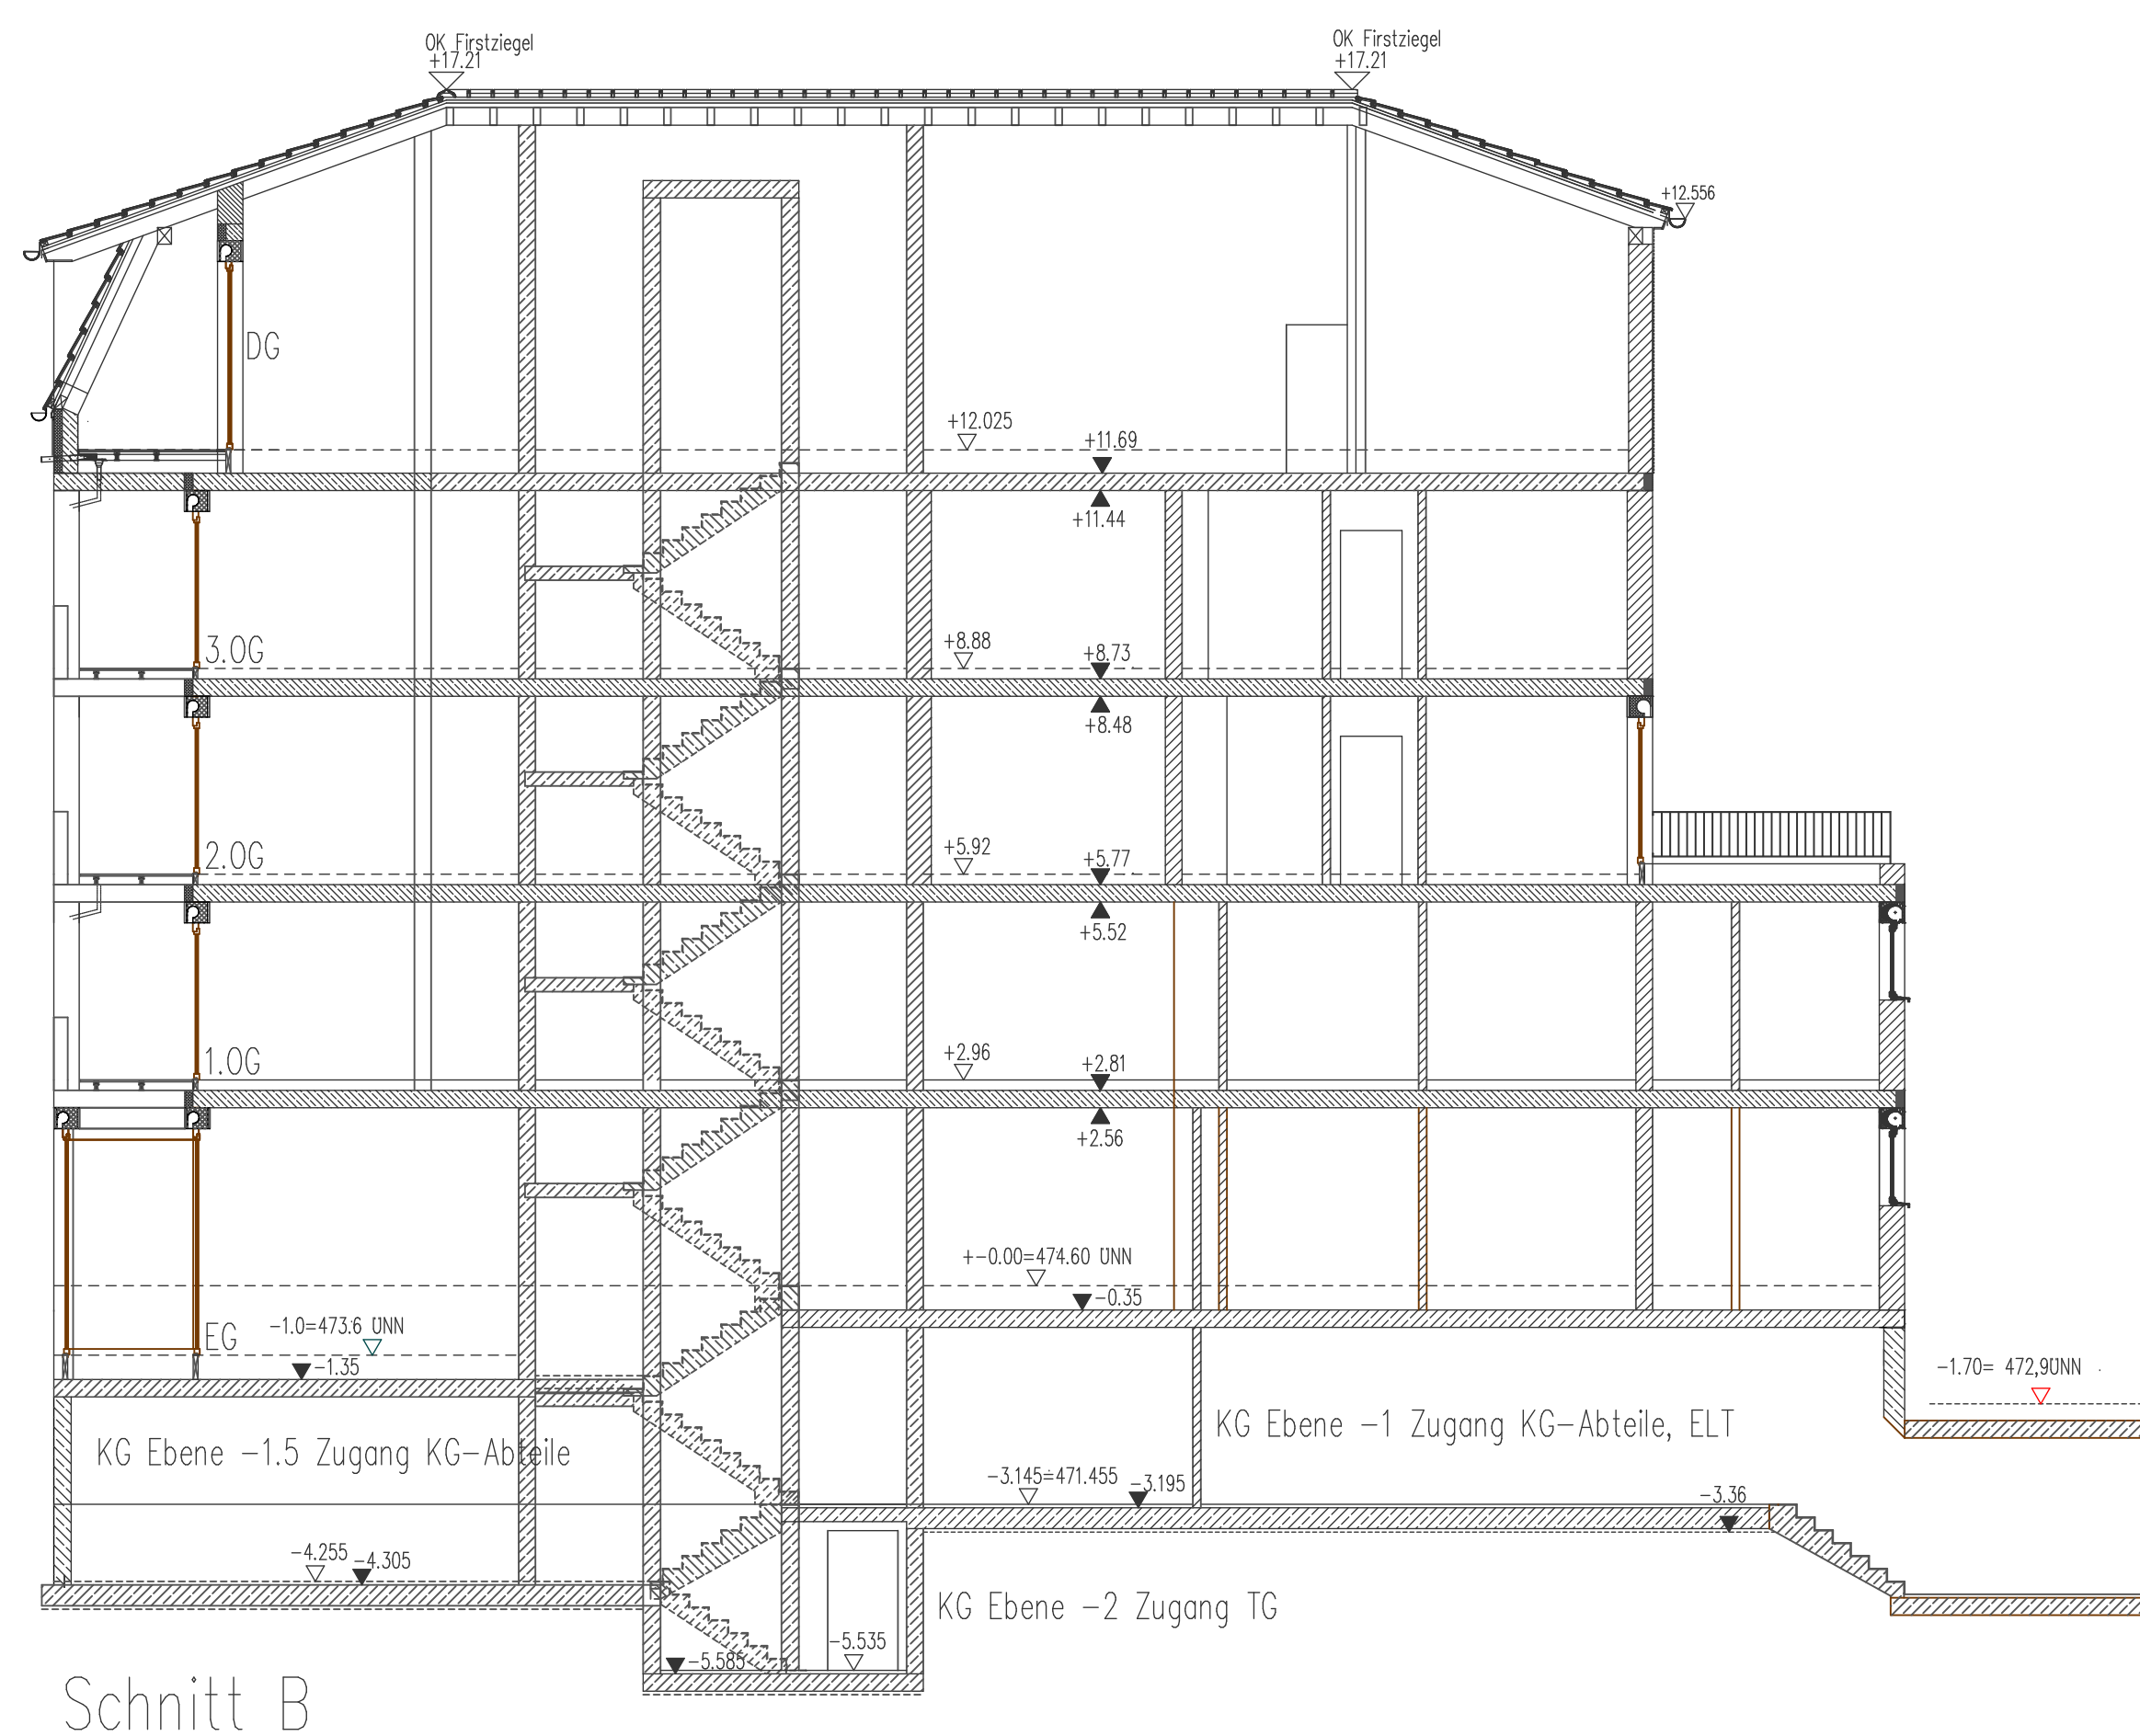 OK Firstziegel
+17.21
OK Firstziegel
+17.21
+12.556
DG
+12.025
+11.69
+11.44
3.OG
+8.88
+8.73
+8.48
2.OG
+5.92
+5.77
+5.52
1.OG
+2.96
+2.81
+2.56
+-0.00=474.60 ÜNN
-0.35
EG
-1.0=473.6 ÜNN
-1.35
-1.70= 472,9ÜNN
KG Ebene -1 Zugang KG-Abteile, ELT
KG Ebene -1.5 Zugang KG-Abteile
-3.145=471.455
-3.195
-3.36
-4.255
-4.305
KG Ebene -2 Zugang TG
-5.535
-5.585
Schnitt B